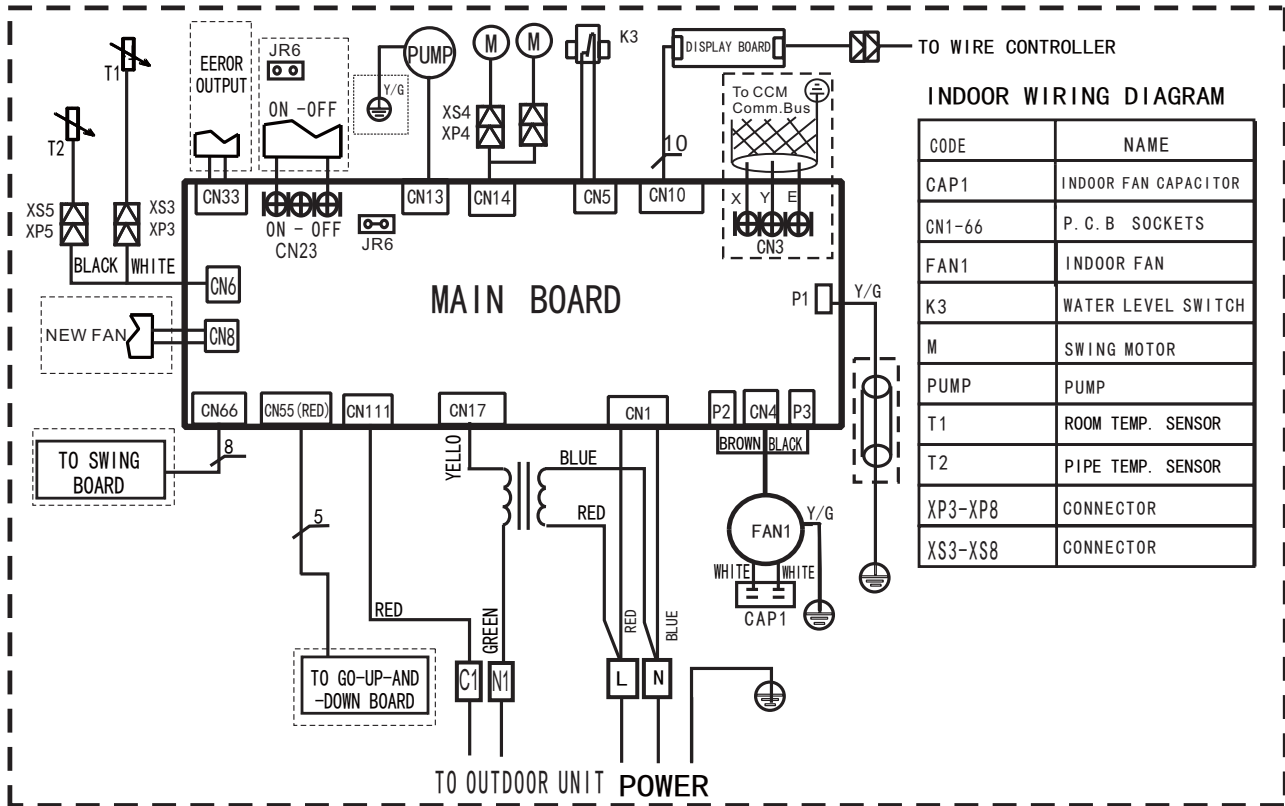 T1
T2
EEROR
OUTPUT
JR6
ON -OFF
PUMP
Y/G
M
M
XS4
XP4
K3
DISPLAY BOARD
TO WIRE CONTROLLER
To CCM
Comm.Bus
10
INDOOR WIRING DIAGRAM
CODE NAME
CAP1 INDOOR FAN CAPACITOR
CN1-66 P.C.B SOCKETS
FAN1 INDOOR FAN
K3 WATER LEVEL SWITCH
M SWING MOTOR
PUMP PUMP
T1 ROOM TEMP. SENSOR
T2 PIPE TEMP. SENSOR
XP3-XP8 CONNECTOR
XS3-XS8 CONNECTOR
XS5
XP5
XS3
XP3
BLACK
WHITE
CN33
ON - OFF
CN23
JR6
CN13
CN14
CN5
CN10
X Y E
CN3
CN6
NEW FAN
CN8
MAIN BOARD
P1
Y/G
CN66
CN55(RED)
CN111
CN17
CN1
P2
CN4
P3
BROWN
BLACK
TO SWING
BOARD
8
5
YELLO
BLUE
RED
FAN1
Y/G
WHITE
WHITE
CAP1
RED
GREEN
RED
BLUE
TO GO-UP-AND
-DOWN BOARD
C1
N1
L
N
TO OUTDOOR UNIT
POWER